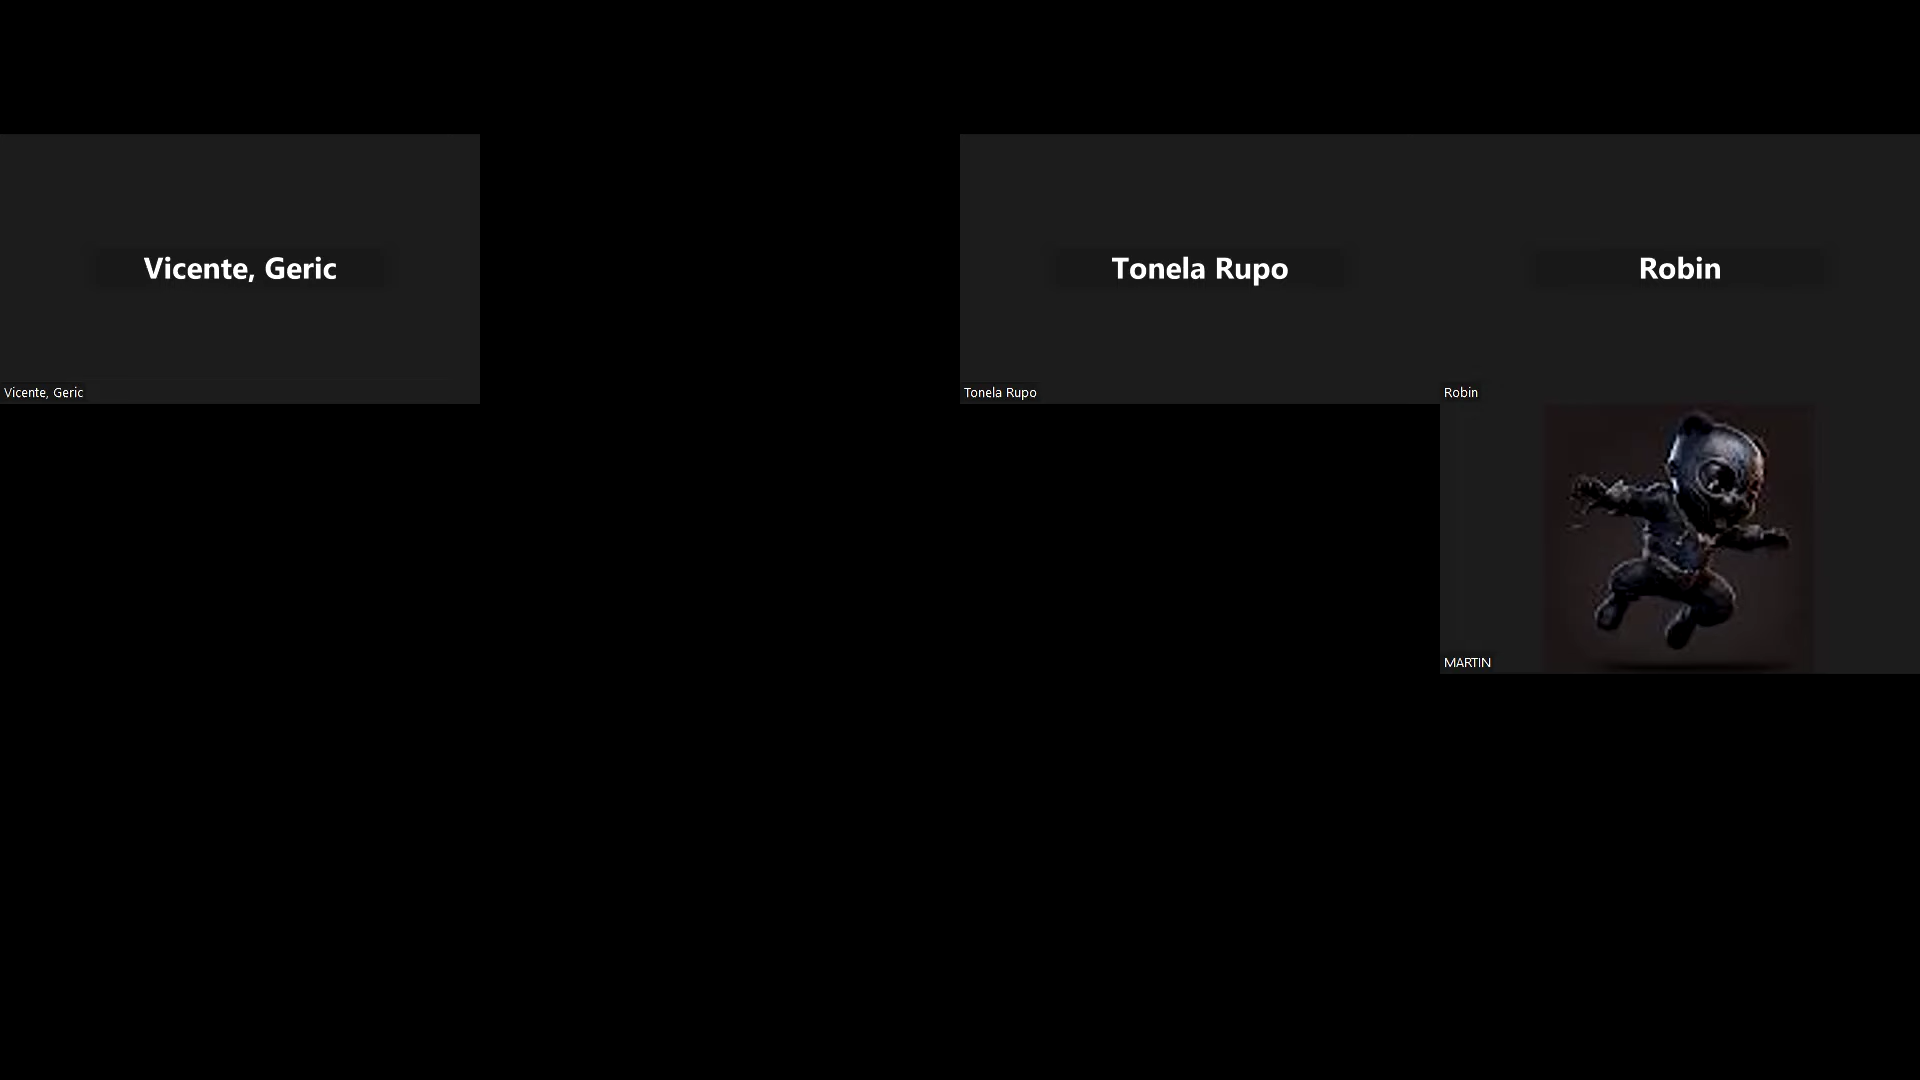 Vicente, Geric
Tonela Rupo
Robin
Vicente, Geric
Tonela Rupo
Robin
MARTIN